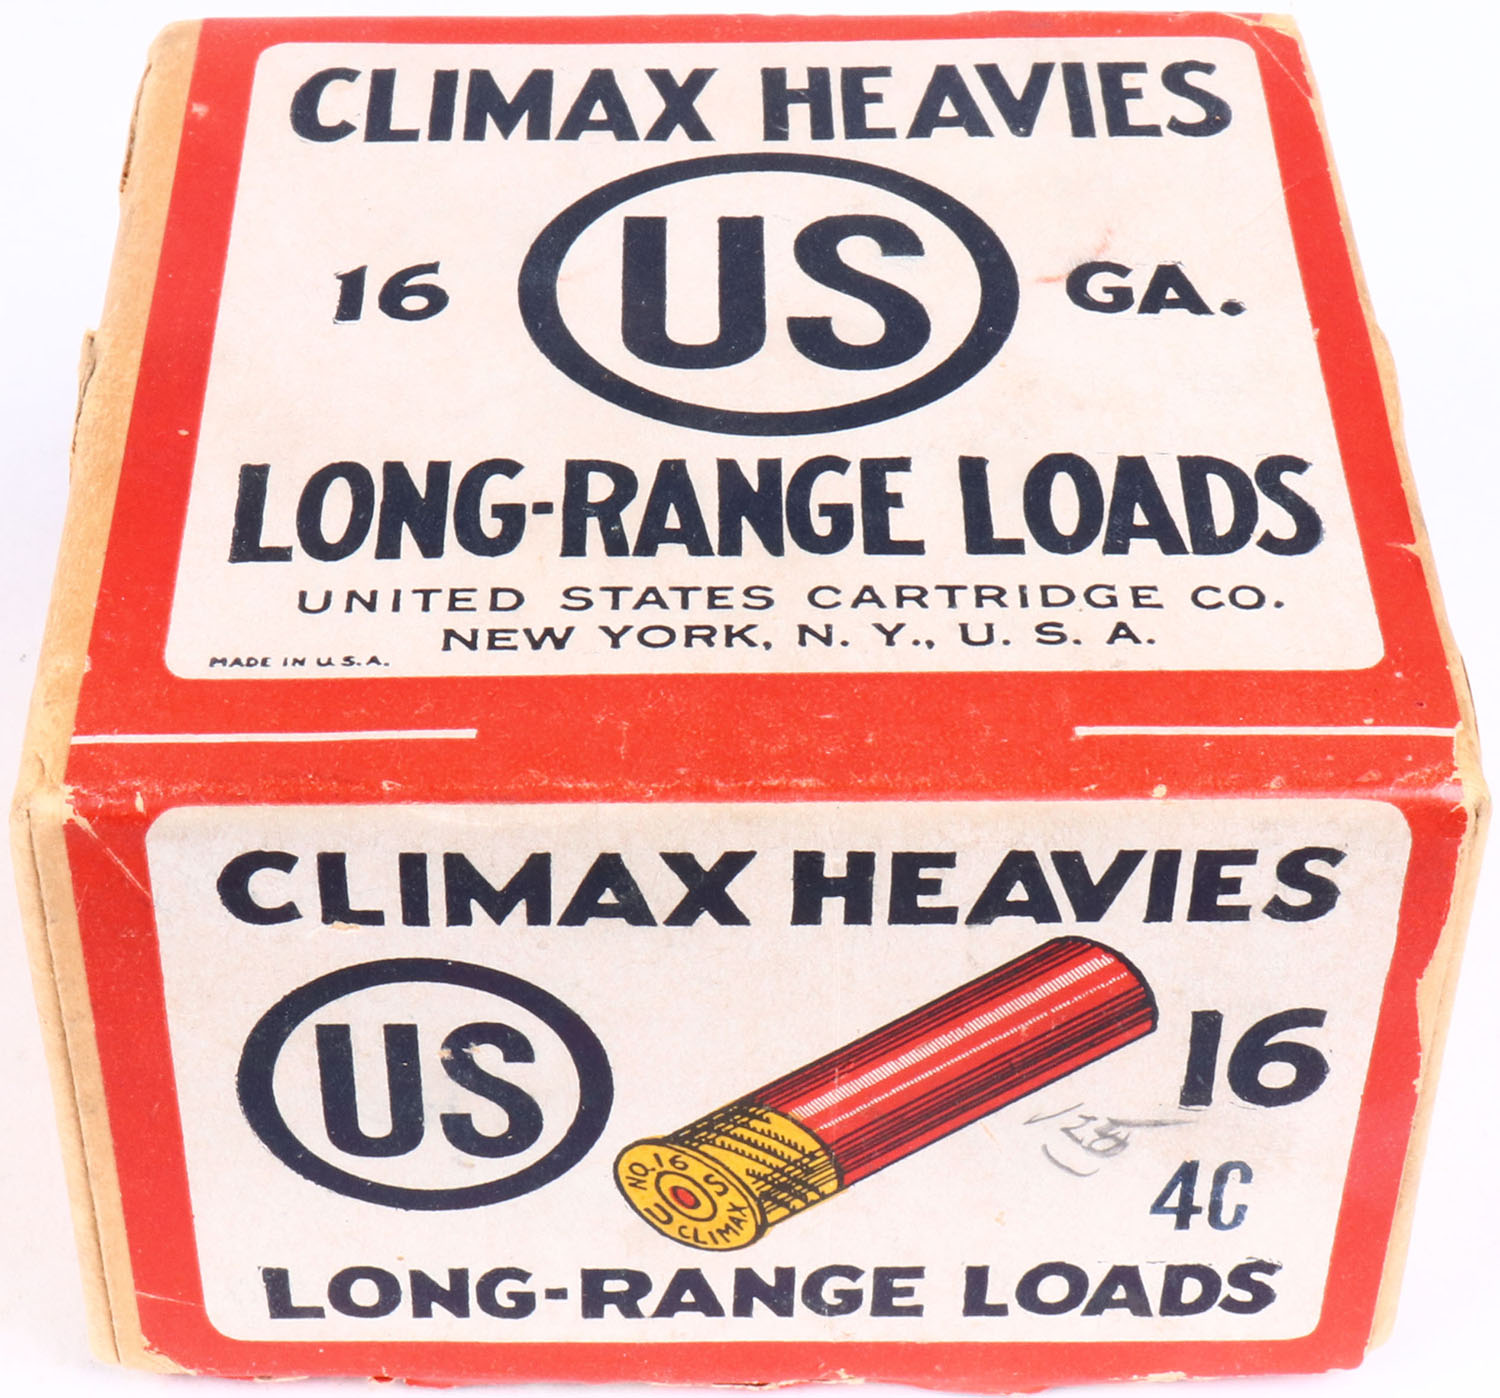 CLIMAX HEAVIES
16 US GA.
LONG-RANGE LOADS
UNITED STATES CARTRIDGE CO.
NEW YORK, N. Y., U. S. A.
MADE IN U.S.A.
CLIMAX HEAVIES
US
NO. 16
US
CLIMAX
16
4C
LONG-RANGE LOADS